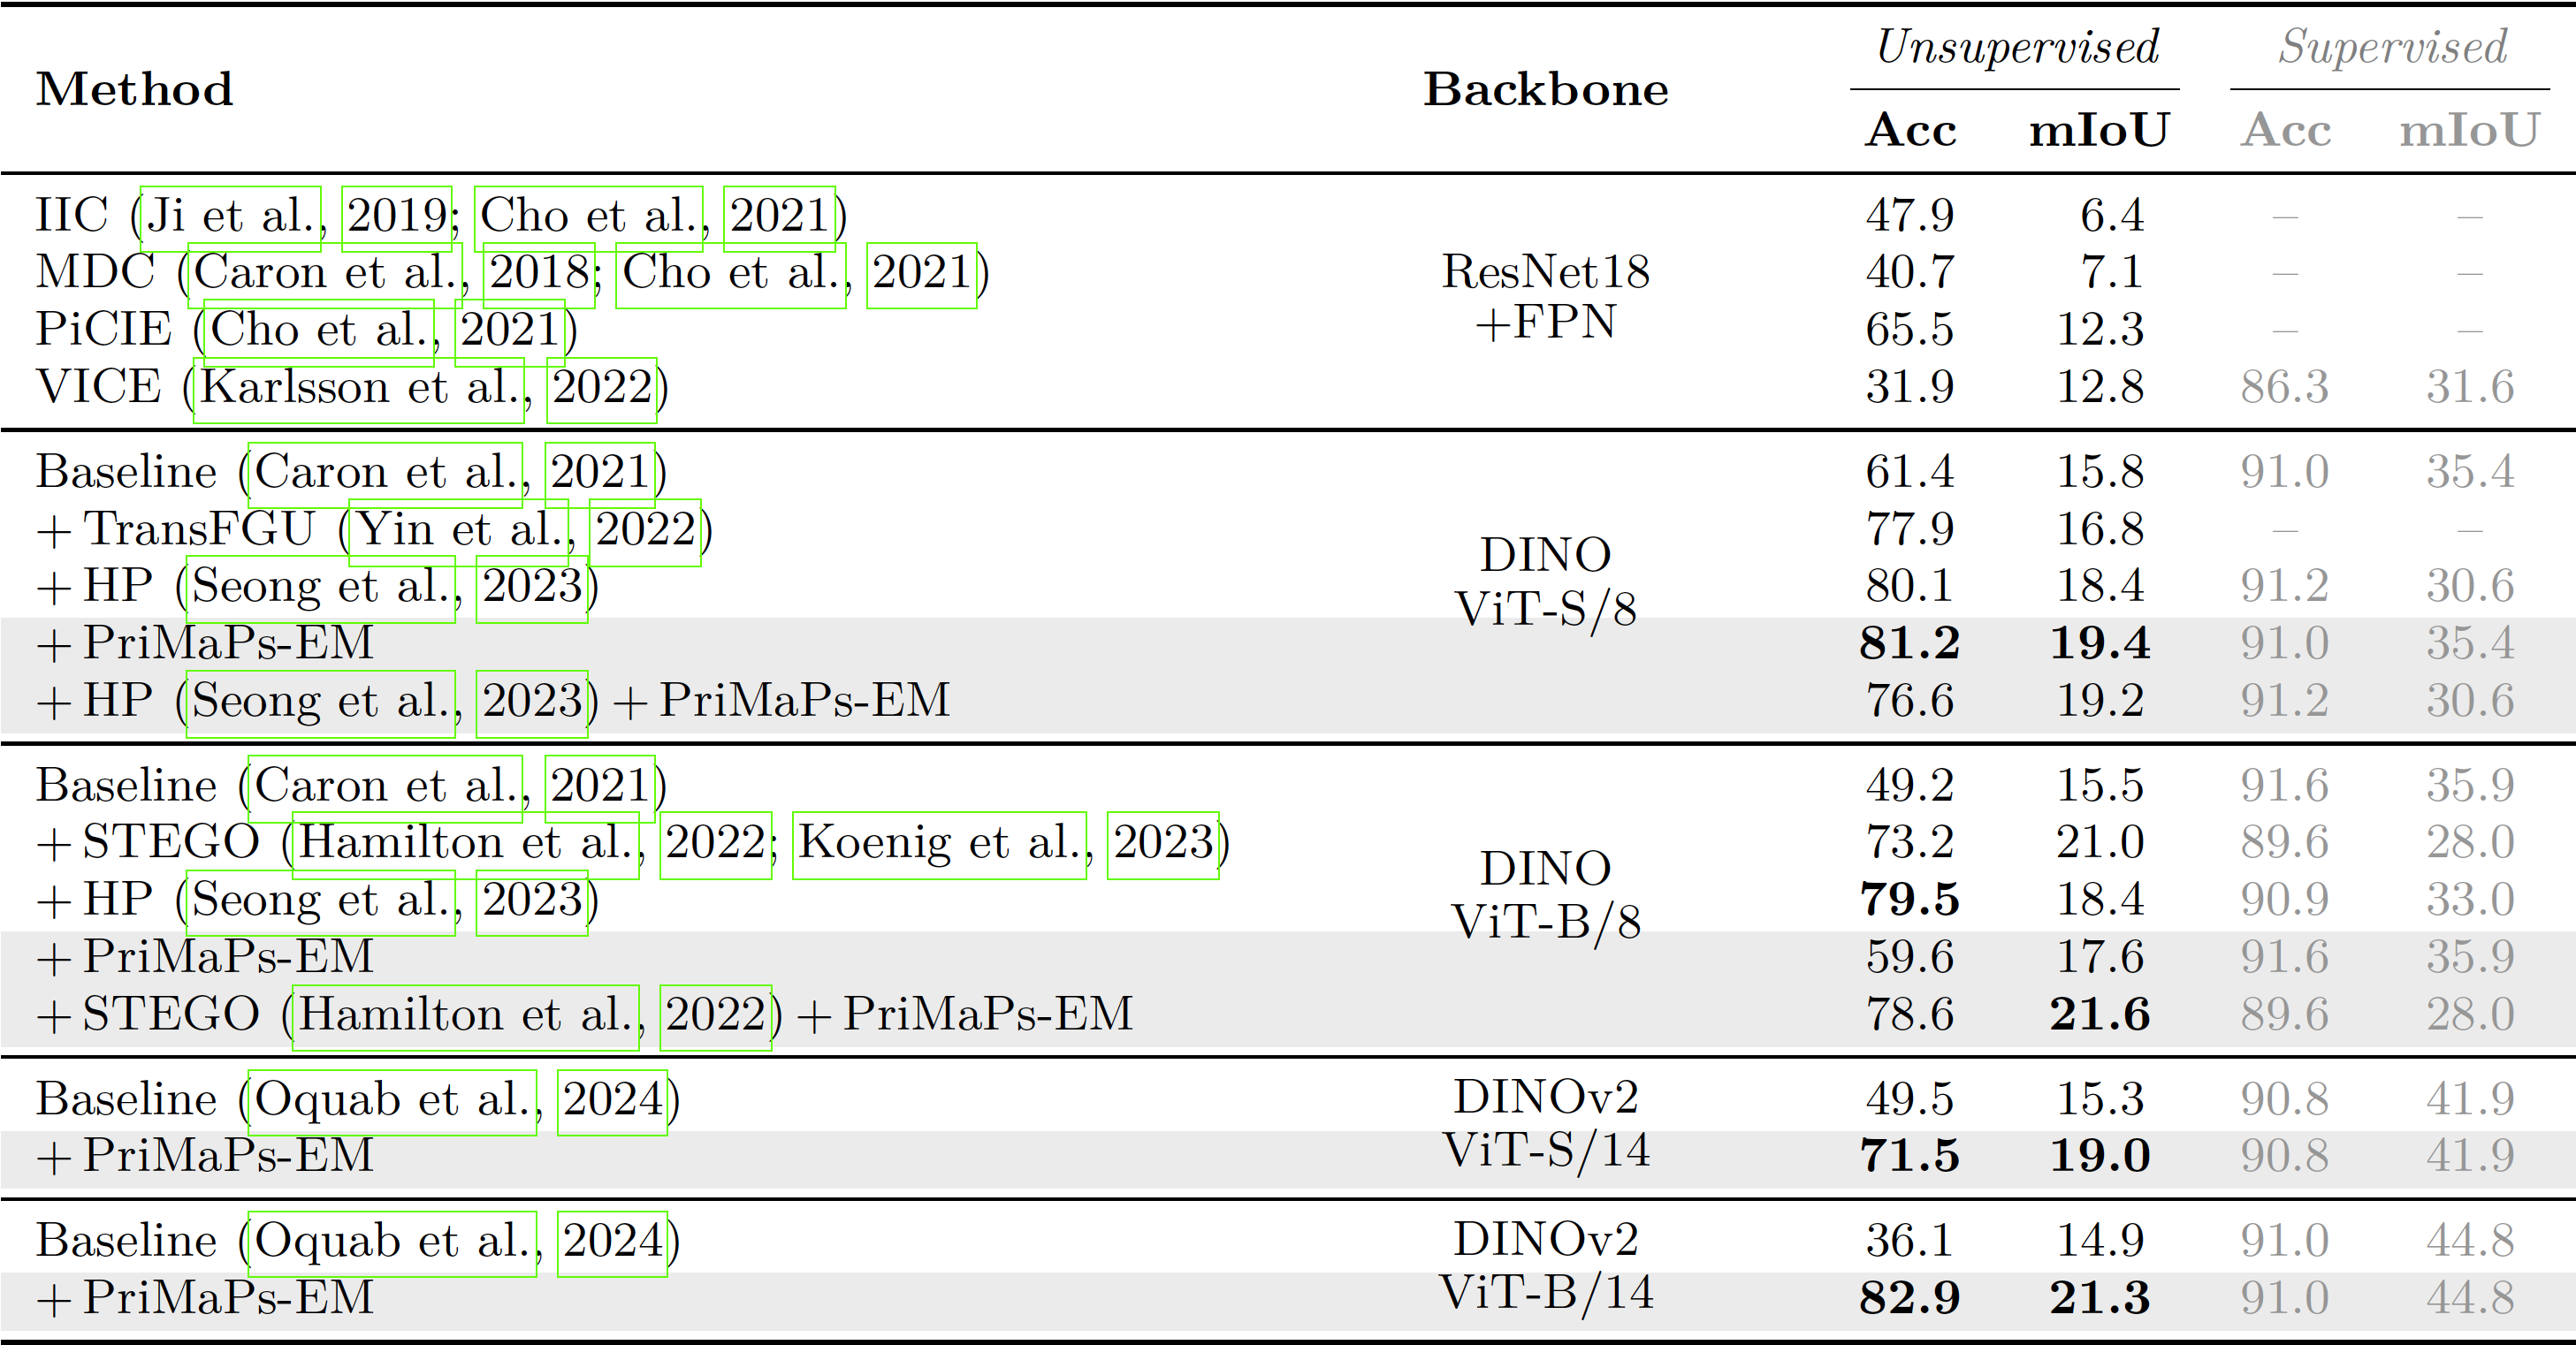 Method Backbone Unsupervised Supervised
Acc mIoU Acc mIoU
IIC (Ji et al., 2019; Cho et al., 2021) 47.9 6.4 – –
MDC (Caron et al., 2018; Cho et al., 2021) ResNet18 40.7 7.1 – –
PiCIE (Cho et al., 2021) +FPN 65.5 12.3 – –
VICE (Karlsson et al., 2022) 31.9 12.8 86.3 31.6
Baseline (Caron et al., 2021) 61.4 15.8 91.0 35.4
+ TransFGU (Yin et al., 2022) DINO 77.9 16.8 – –
+ HP (Seong et al., 2023) ViT-S/8 80.1 18.4 91.2 30.6
+ PriMaPs-EM 81.2 19.4 91.0 35.4
+ HP (Seong et al., 2023) + PriMaPs-EM 76.6 19.2 91.2 30.6
Baseline (Caron et al., 2021) 49.2 15.5 91.6 35.9
+ STEGO (Hamilton et al., 2022; Koenig et al., 2023) DINO 73.2 21.0 89.6 28.0
+ HP (Seong et al., 2023) ViT-B/8 79.5 18.4 90.9 33.0
+ PriMaPs-EM 59.6 17.6 91.6 35.9
+ STEGO (Hamilton et al., 2022) + PriMaPs-EM 78.6 21.6 89.6 28.0
Baseline (Oquab et al., 2024) DINOv2 49.5 15.3 90.8 41.9
+ PriMaPs-EM ViT-S/14 71.5 19.0 90.8 41.9
Baseline (Oquab et al., 2024) DINOv2 36.1 14.9 91.0 44.8
+ PriMaPs-EM ViT-B/14 82.9 21.3 91.0 44.8